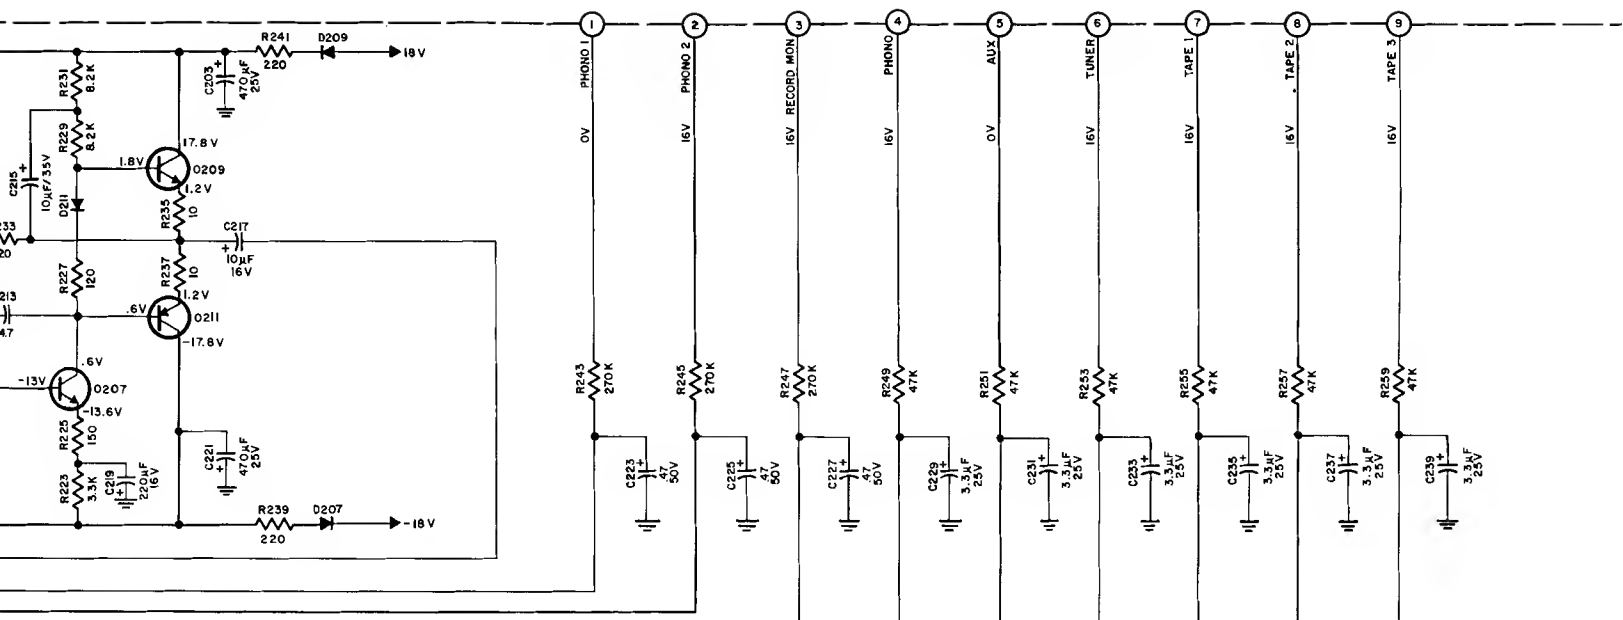 1
2
3
4
5
6
7
8
9
R241
220
D209
18V
R231
8.2K
C203
+
470µF
25V
PHONO 1
PHONO 2
RECORD MON
PHONO
AUX
TUNER
TAPE 1
TAPE 2
TAPE 3
R229
8.2K
0V
16V
16V
16V
0V
16V
16V
16V
16V
17.8V
1.8V
0209
C215
+
10µF/35V
D211
1.2V
R235
10
C217
+
10µF
16V
233
20
R227
120
R237
10
1.2V
213
47
.6V
0211
-17.8V
.6V
-13V
0207
-13.6V
R225
150
R223
3.3K
C219
+
220µF
16V
C221
+
470µF
25V
R239
220
D207
-18V
R243
270K
R245
270K
R247
270K
R249
47K
R251
47K
R253
47K
R255
47K
R257
47K
R259
47K
C223
+
.47
50V
C225
+
.47
50V
C227
+
.47
50V
C229
+
3.3µF
25V
C231
+
3.3µF
25V
C233
+
3.3µF
25V
C235
+
3.3µF
25V
C237
+
3.3µF
25V
C239
+
3.3µF
25V